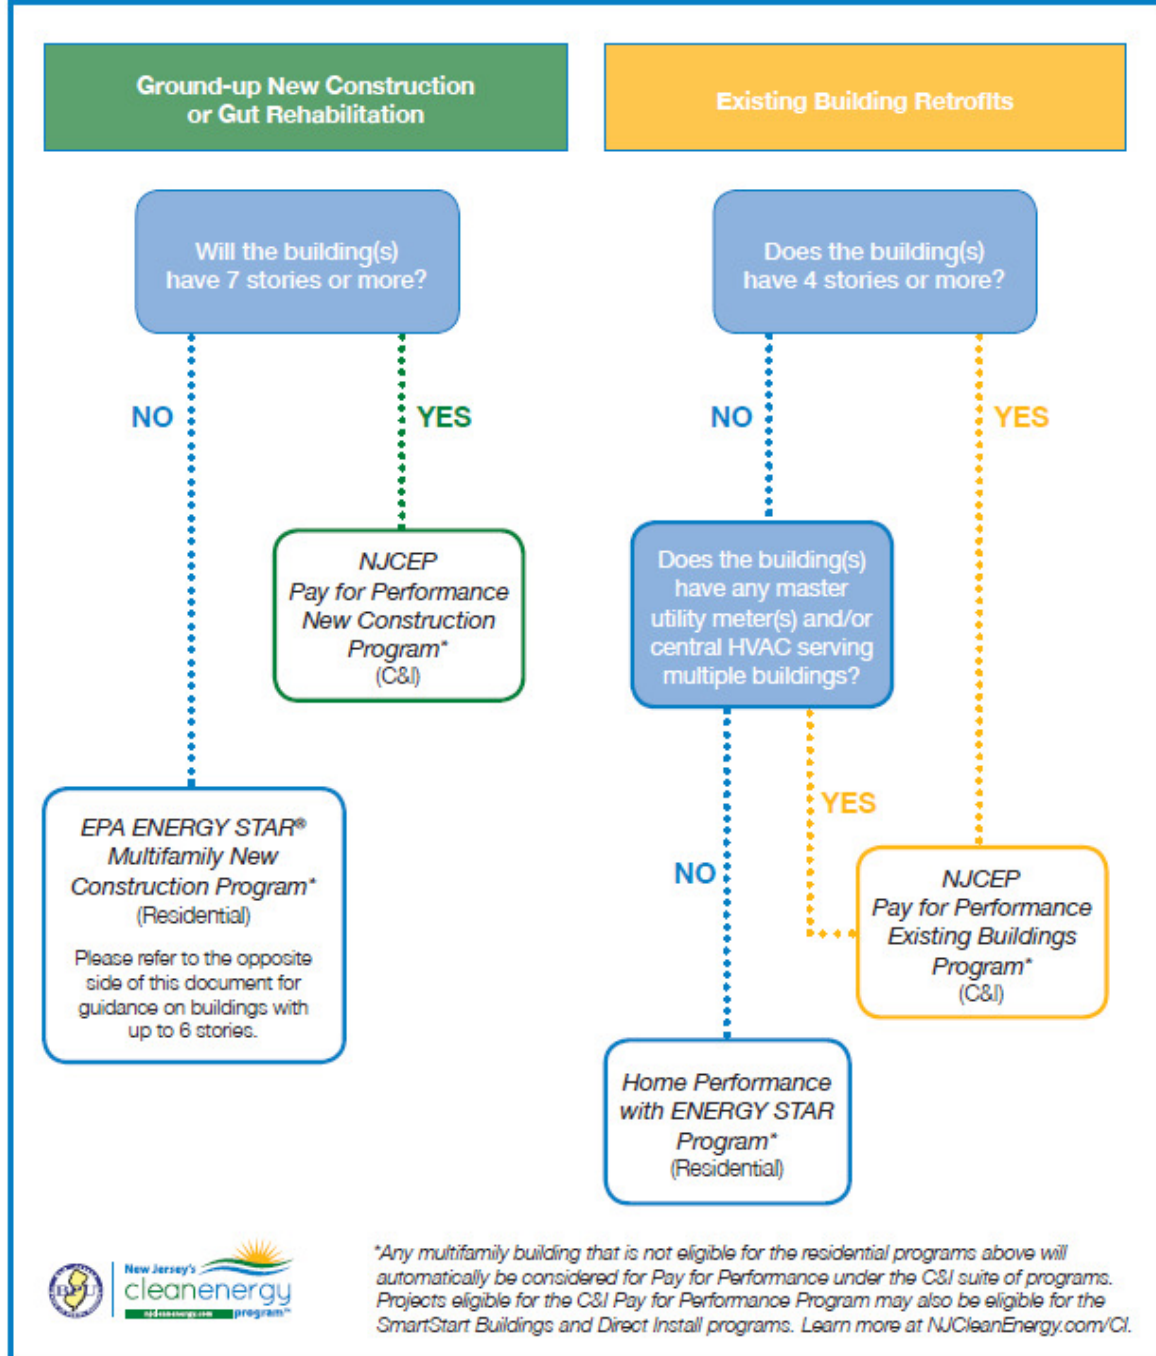 Ground-up New Construction
or Gut Rehabilitation
Existing Building Retrofits
Will the building(s)
have 7 stories or more?
Does the building(s)
have 4 stories or more?
NO
YES
NO
YES
NJCEP
Pay for Performance
New Construction
Program*
(C&I)
Does the building(s)
have any master
utility meter(s) and/or
central HVAC serving
multiple buildings?
EPA ENERGY STAR®
Multifamily New
Construction Program*
(Residential)
Please refer to the opposite
side of this document for
guidance on buildings with
up to 6 stories.
NO
YES
NJCEP
Pay for Performance
Existing Buildings
Program*
(C&I)
Home Performance
with ENERGY STAR
Program*
(Residential)
BPU
New Jersey's
cleanenergy
njcleanenergy.com program™
*Any multifamily building that is not eligible for the residential programs above will
automatically be considered for Pay for Performance under the C&I suite of programs.
Projects eligible for the C&I Pay for Performance Program may also be eligible for the
SmartStart Buildings and Direct Install programs. Learn more at NJCleanEnergy.com/CI.